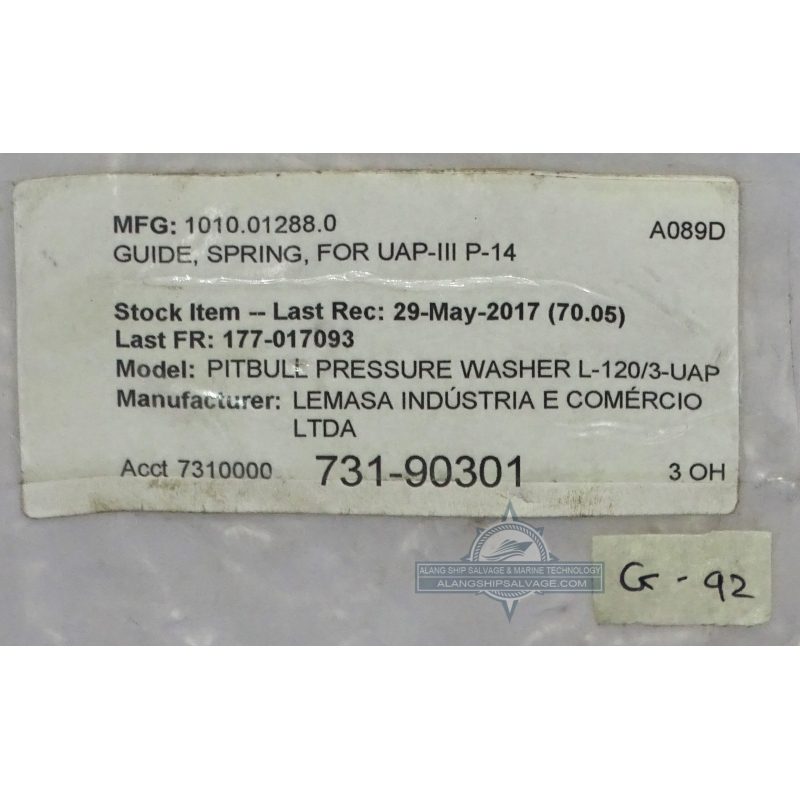 MFG: 1010.01288.0
A089D
GUIDE, SPRING, FOR UAP-III P-14
Stock Item -- Last Rec: 29-May-2017 (70.05)
Last FR: 177-017093
Model: PITBULL PRESSURE WASHER L-120/3-UAP
Manufacturer: LEMASA INDÚSTRIA E COMÉRCIO
LTDA
Acct 7310000 731-90301 3 OH
ALANG SHIP SALVAGE & MARINE TECHNOLOGY
ALANGSHIPSALVAGE.COM
G - 92